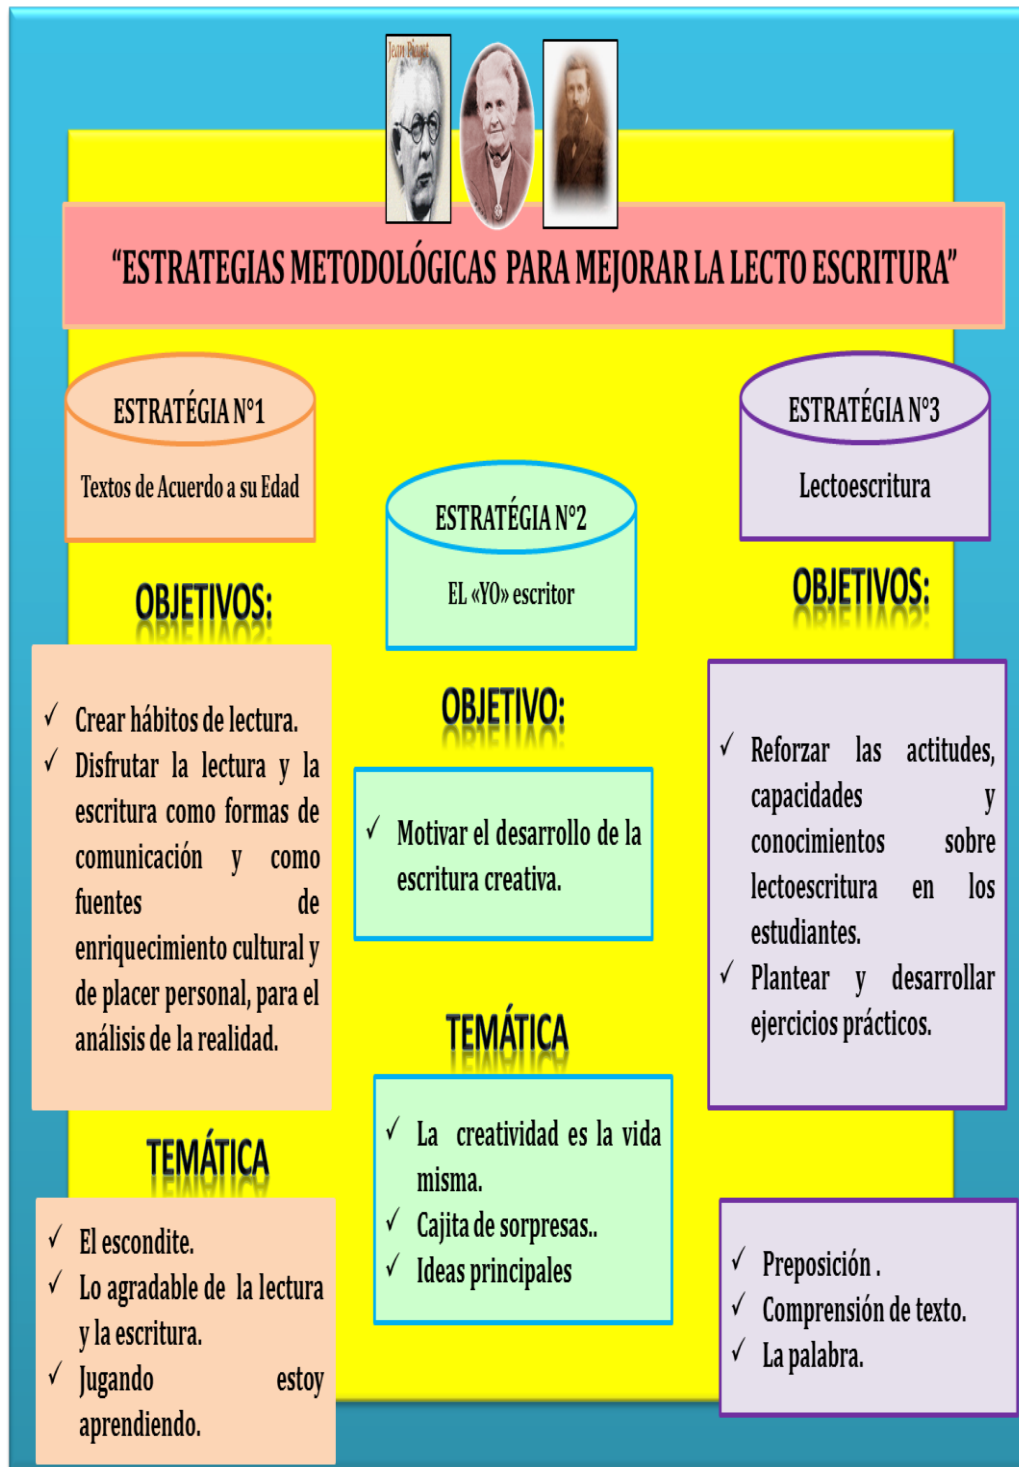 Jean Piaget
“ESTRATEGIAS METODOLÓGICAS PARA MEJORAR LA LECTO ESCRITURA”
ESTRATÉGIA N°1
Textos de Acuerdo a su Edad
OBJETIVOS:
✓ Crear hábitos de lectura.
✓ Disfrutar la lectura y la
escritura como formas de
comunicación y como
fuentes de
enriquecimiento cultural y
de placer personal, para el
análisis de la realidad.
TEMÁTICA
✓ El escondite.
✓ Lo agradable de la lectura
y la escritura.
✓ Jugando estoy
aprendiendo.
ESTRATÉGIA N°2
EL «YO» escritor
OBJETIVO:
✓ Motivar el desarrollo de la
escritura creativa.
TEMÁTICA
✓ La creatividad es la vida
misma.
✓ Cajita de sorpresas..
✓ Ideas principales
ESTRATÉGIA N°3
Lectoescritura
OBJETIVOS:
✓ Reforzar las actitudes,
capacidades y
conocimientos sobre
lectoescritura en los
estudiantes.
✓ Plantear y desarrollar
ejercicios prácticos.
✓ Preposición .
✓ Comprensión de texto.
✓ La palabra.